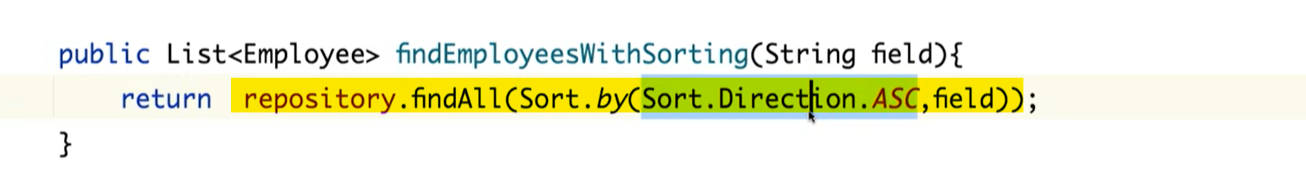 public List<Employee> findEmployeesWithSorting(String field){
return repository.findAll(Sort.by(Sort.Direction.ASC,field));
}